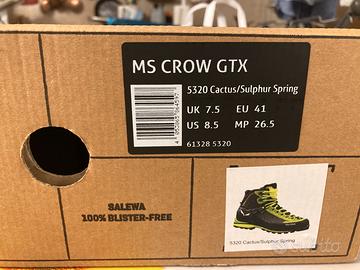 MS CROW GTX
5320 Cactus/Sulphur Spring
UK 7.5 EU 41
US 8.5 MP 26.5
61328 5320
SALEWA
100% BLISTER-FREE
5320 Cactus/Sulphur Spring
subito